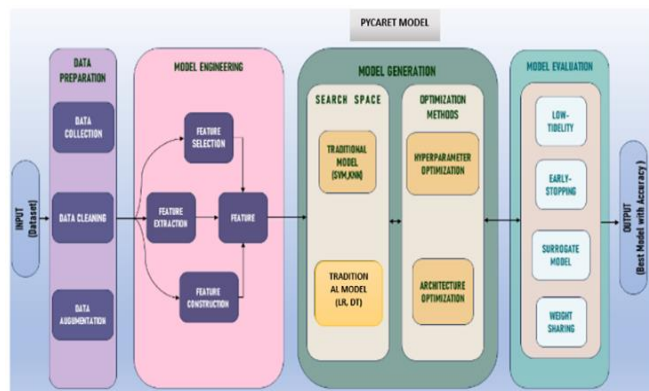 PYCARET MODEL
INPUT
(Dataset)
DATA
PREPARATION
DATA
COLLECTION
DATA CLEANING
DATA
AUGMENTATION
MODEL ENGINEERING
FEATURE
SELECTION
FEATURE
EXTRACTION
FEATURE
FEATURE
CONSTRUCTION
MODEL GENERATION
SEARCH SPACE
TRADITIONAL
MODEL
(SVM,KNN)
TRADITION
AL MODEL
(LR, DT)
OPTIMIZATION
METHODS
HYPERPARAMETER
OPTIMIZATION
ARCHITECTURE
OPTIMIZATION
MODEL EVALUATION
LOW-
TIDELITY
EARLY-
STOPPING
SURROGATE
MODEL
WEIGHT
SHARING
OUTPUT
(Best Model with Accuracy)